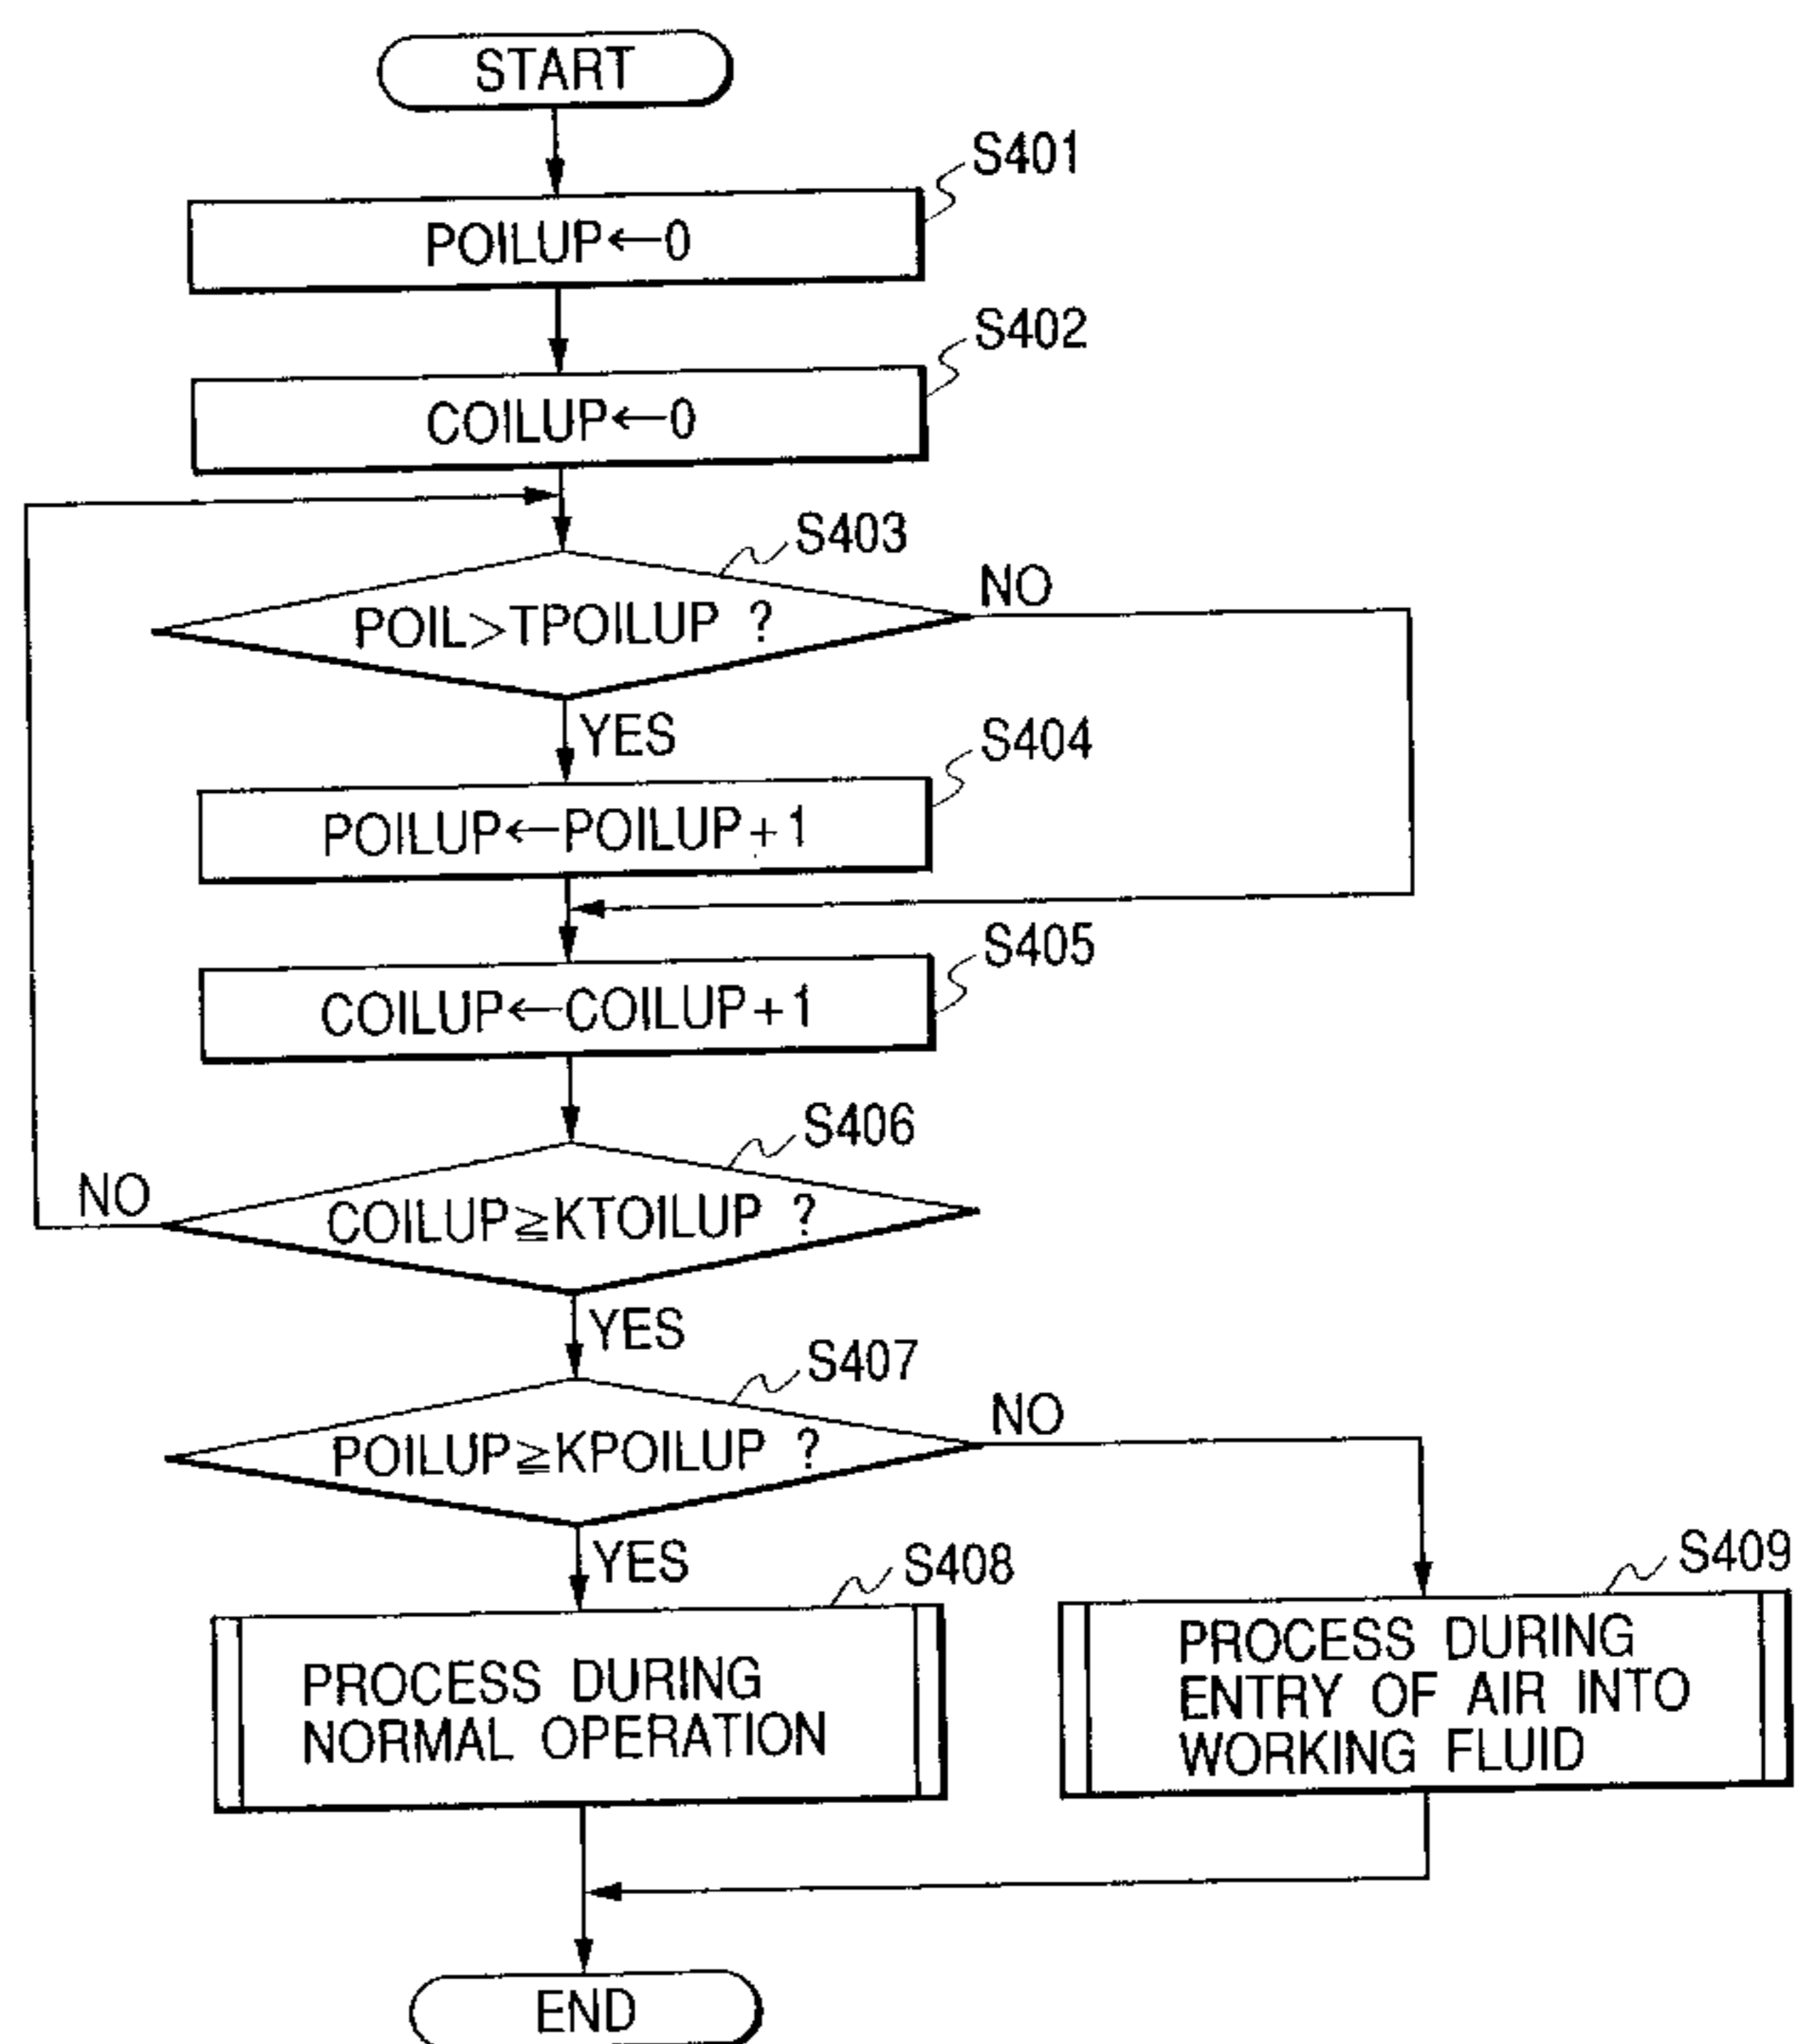 START
S401
POILUP←0
S402
COILUP←0
S403
POIL>TPOILUP ?
NO
YES
S404
POILUP←POILUP+1
S405
COILUP←COILUP+1
S406
NO
COILUP≧KTOILUP ?
YES
S407
POILUP≧KPOILUP ?
NO
YES
S408
PROCESS DURING
NORMAL OPERATION
S409
PROCESS DURING
ENTRY OF AIR INTO
WORKING FLUID
END